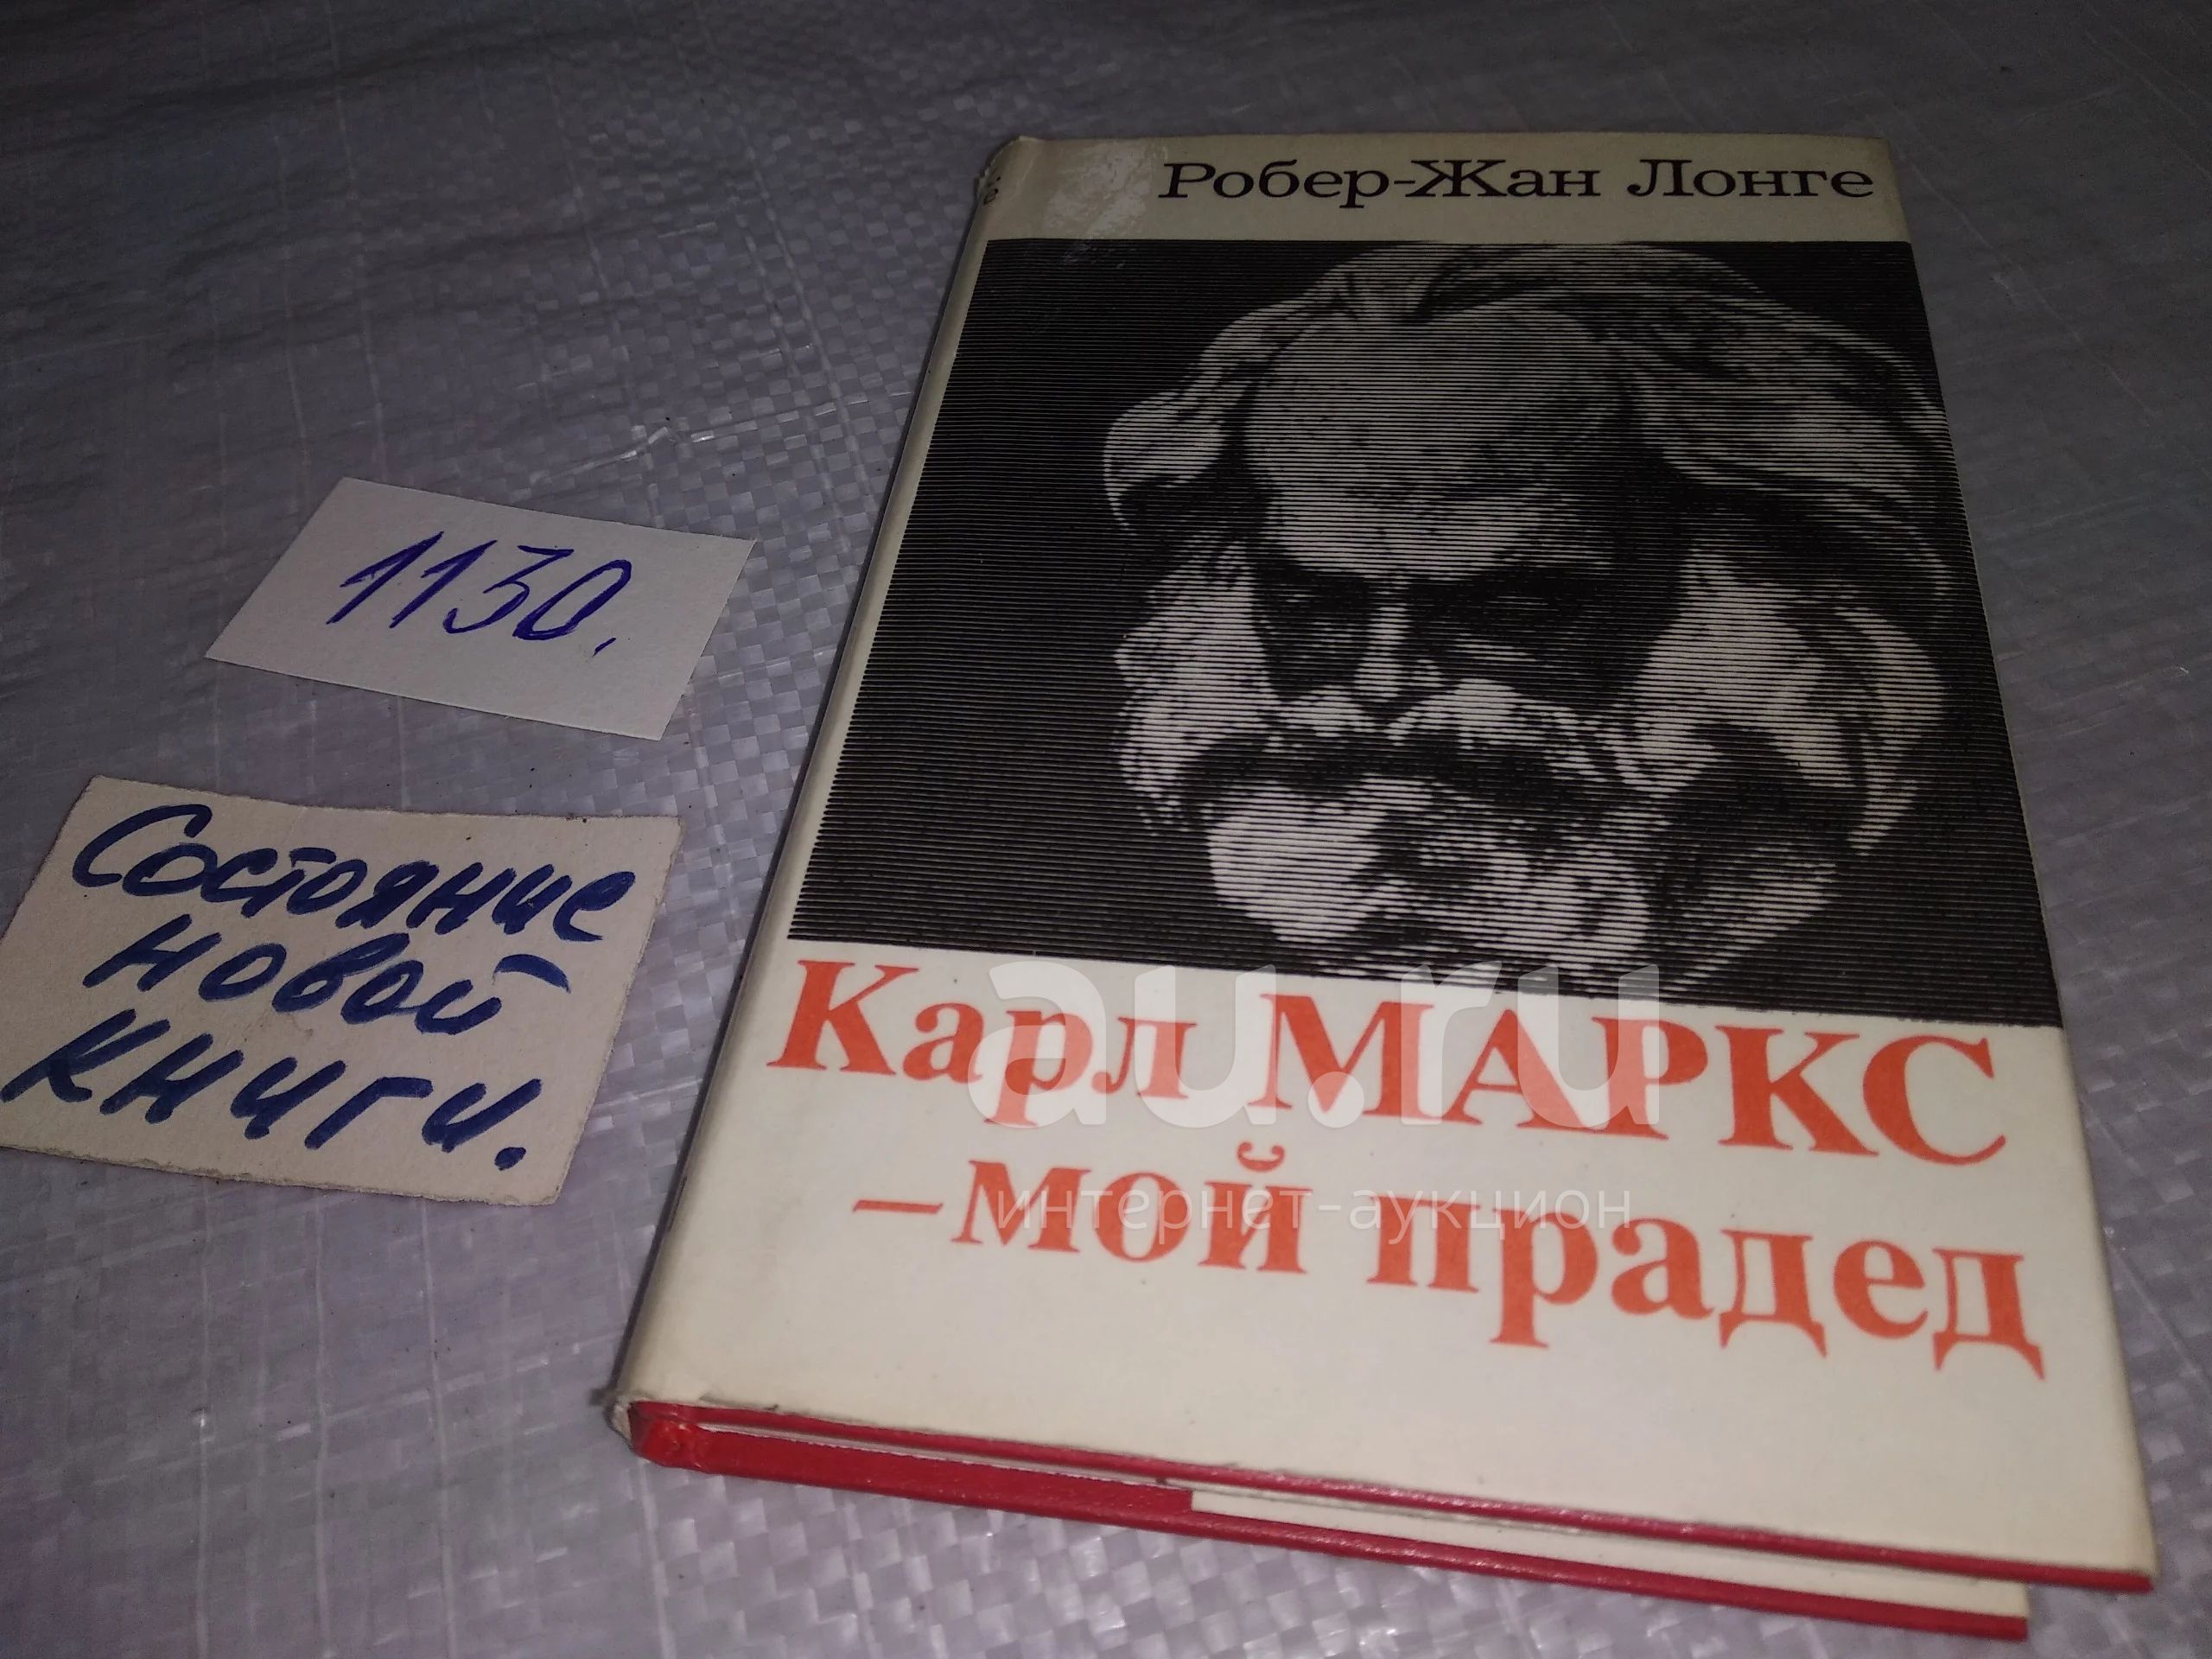 Робер-Жан Лонге
1130.
Состояние
новой
книги.
Карл МАРКС
– мой прадед
au.ru
интернет-аукцион